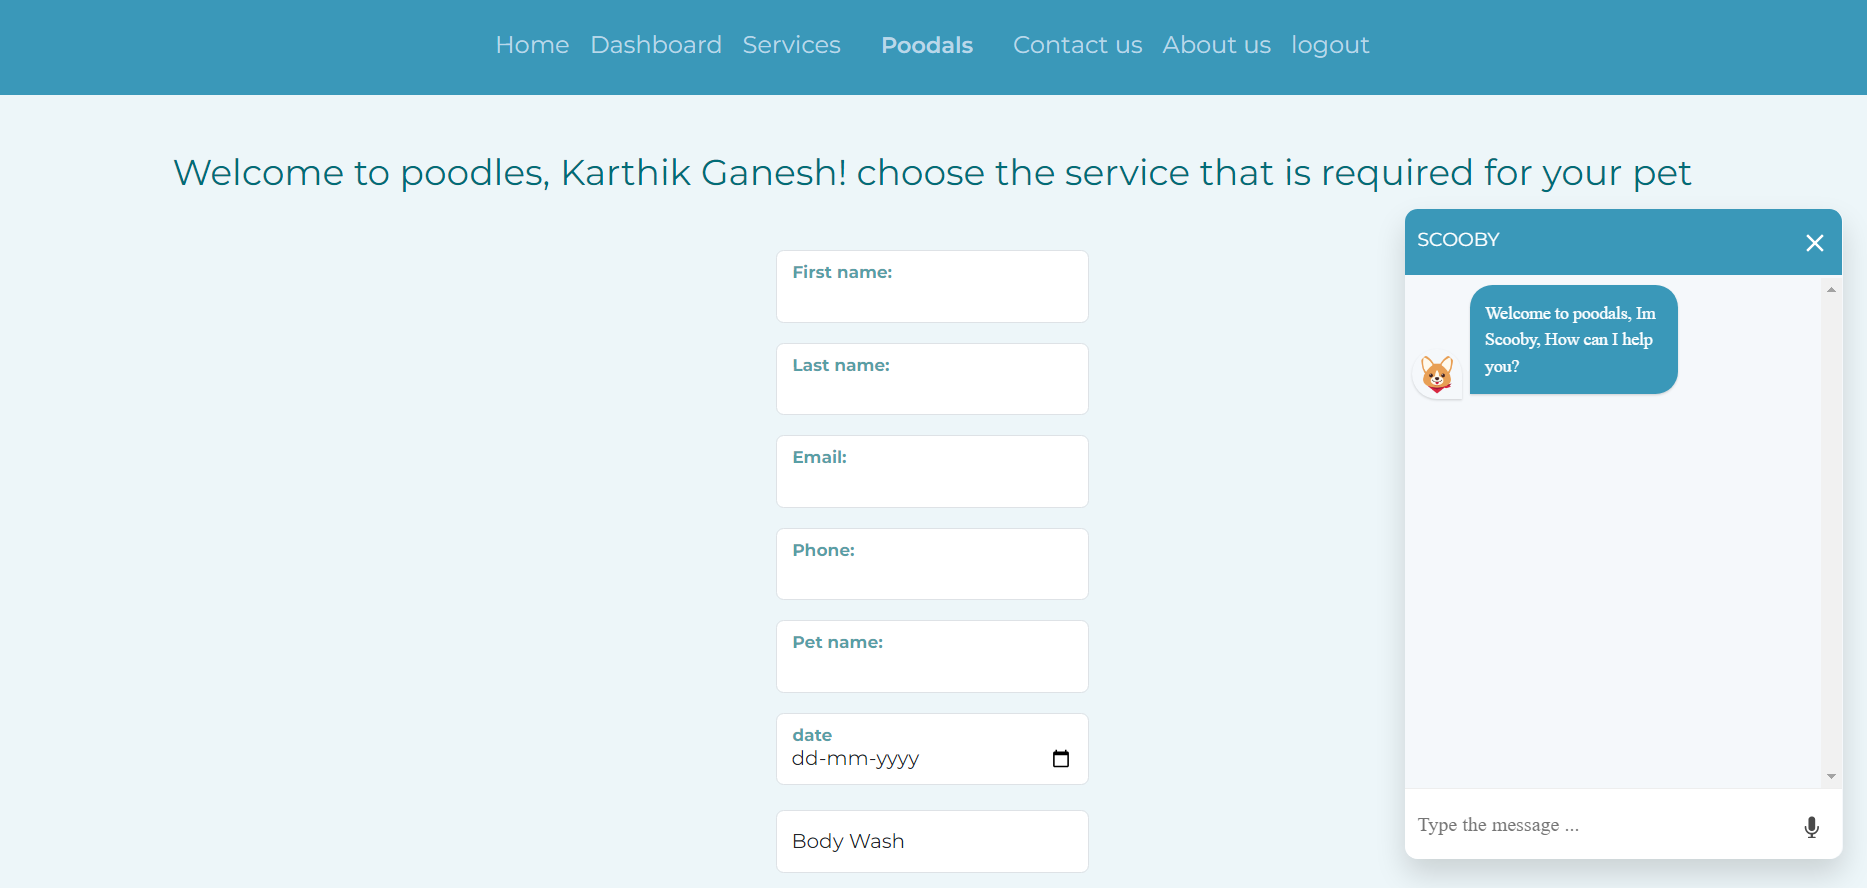 Home Dashboard Services Poodals Contact us About us logout
Welcome to poodles, Karthik Ganesh! choose the service that is required for your pet
First name:
Last name:
Email:
Phone:
Pet name:
date
dd-mm-yyyy
Body Wash
SCOOBY
Welcome to poodals, Im
Scooby, How can I help
you?
Type the message ...